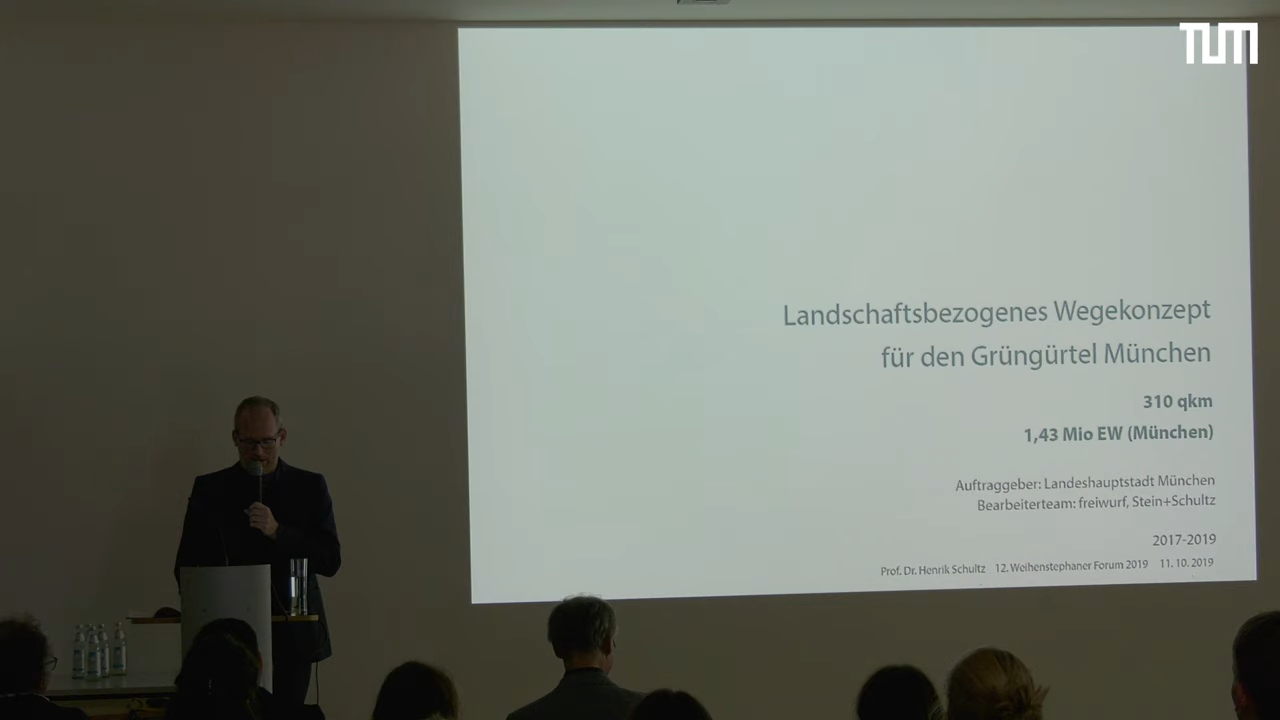 TUM
Landschaftsbezogenes Wegekonzept
für den Grüngürtel München
310 qkm
1,43 Mio EW (München)
Auftraggeber: Landeshauptstadt München
Bearbeiterteam: freiwurf, Stein+Schultz
2017-2019
Prof. Dr. Henrik Schultz 12. Weihenstephaner Forum 2019 11. 10. 2019